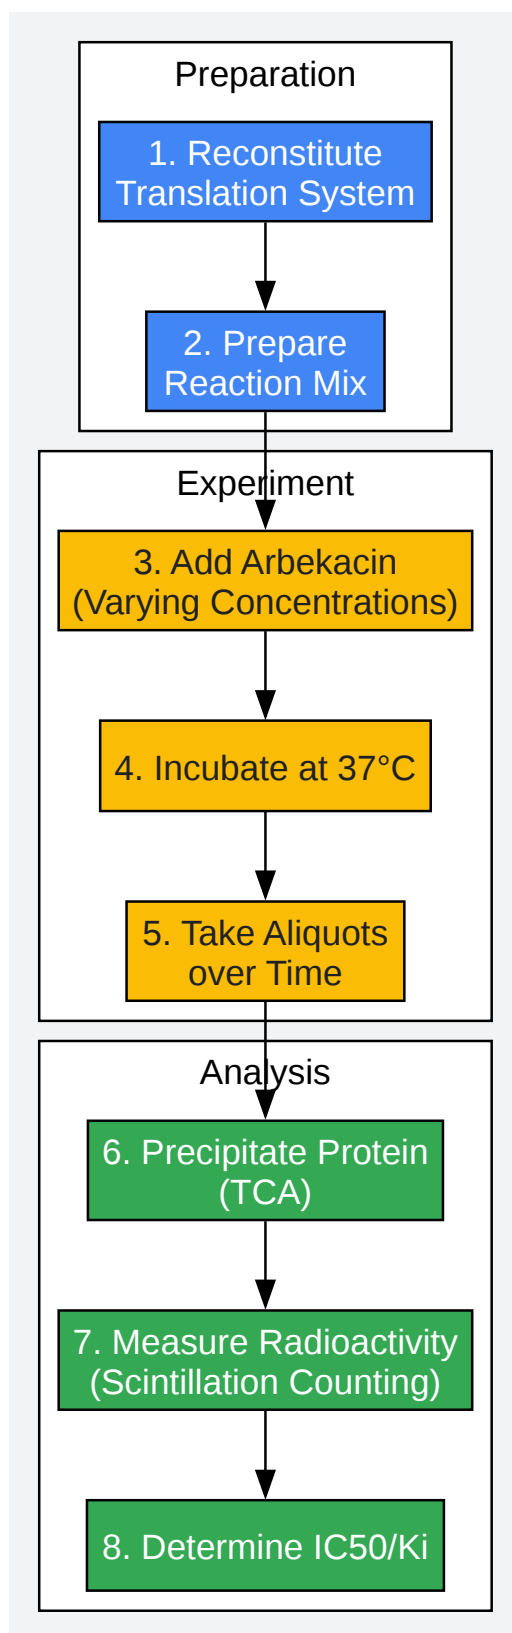 Preparation
1. Reconstitute
Translation System
2. Prepare
Reaction Mix
Experiment
3. Add Arbekacin
(Varying Concentrations)
4. Incubate at 37°C
5. Take Aliquots
over Time
Analysis
6. Precipitate Protein
(TCA)
7. Measure Radioactivity
(Scintillation Counting)
8. Determine IC50/Ki